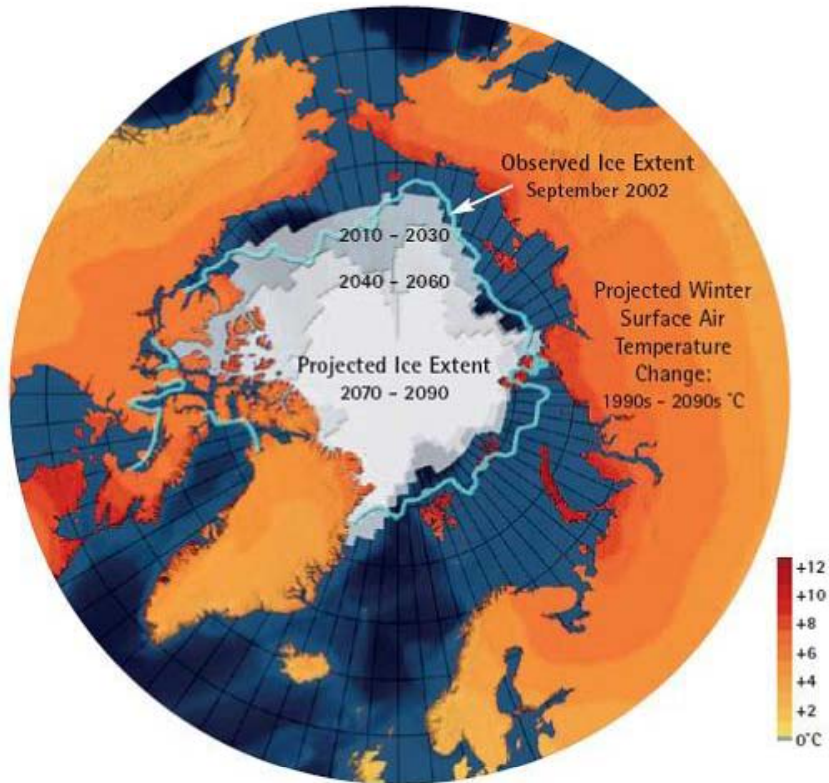 Observed Ice Extent
September 2002
2010 – 2030
2040 – 2060
Projected Ice Extent
2070 – 2090
Projected Winter
Surface Air
Temperature
Change:
1990s – 2090s °C
+12
+10
+8
+6
+4
+2
0°C